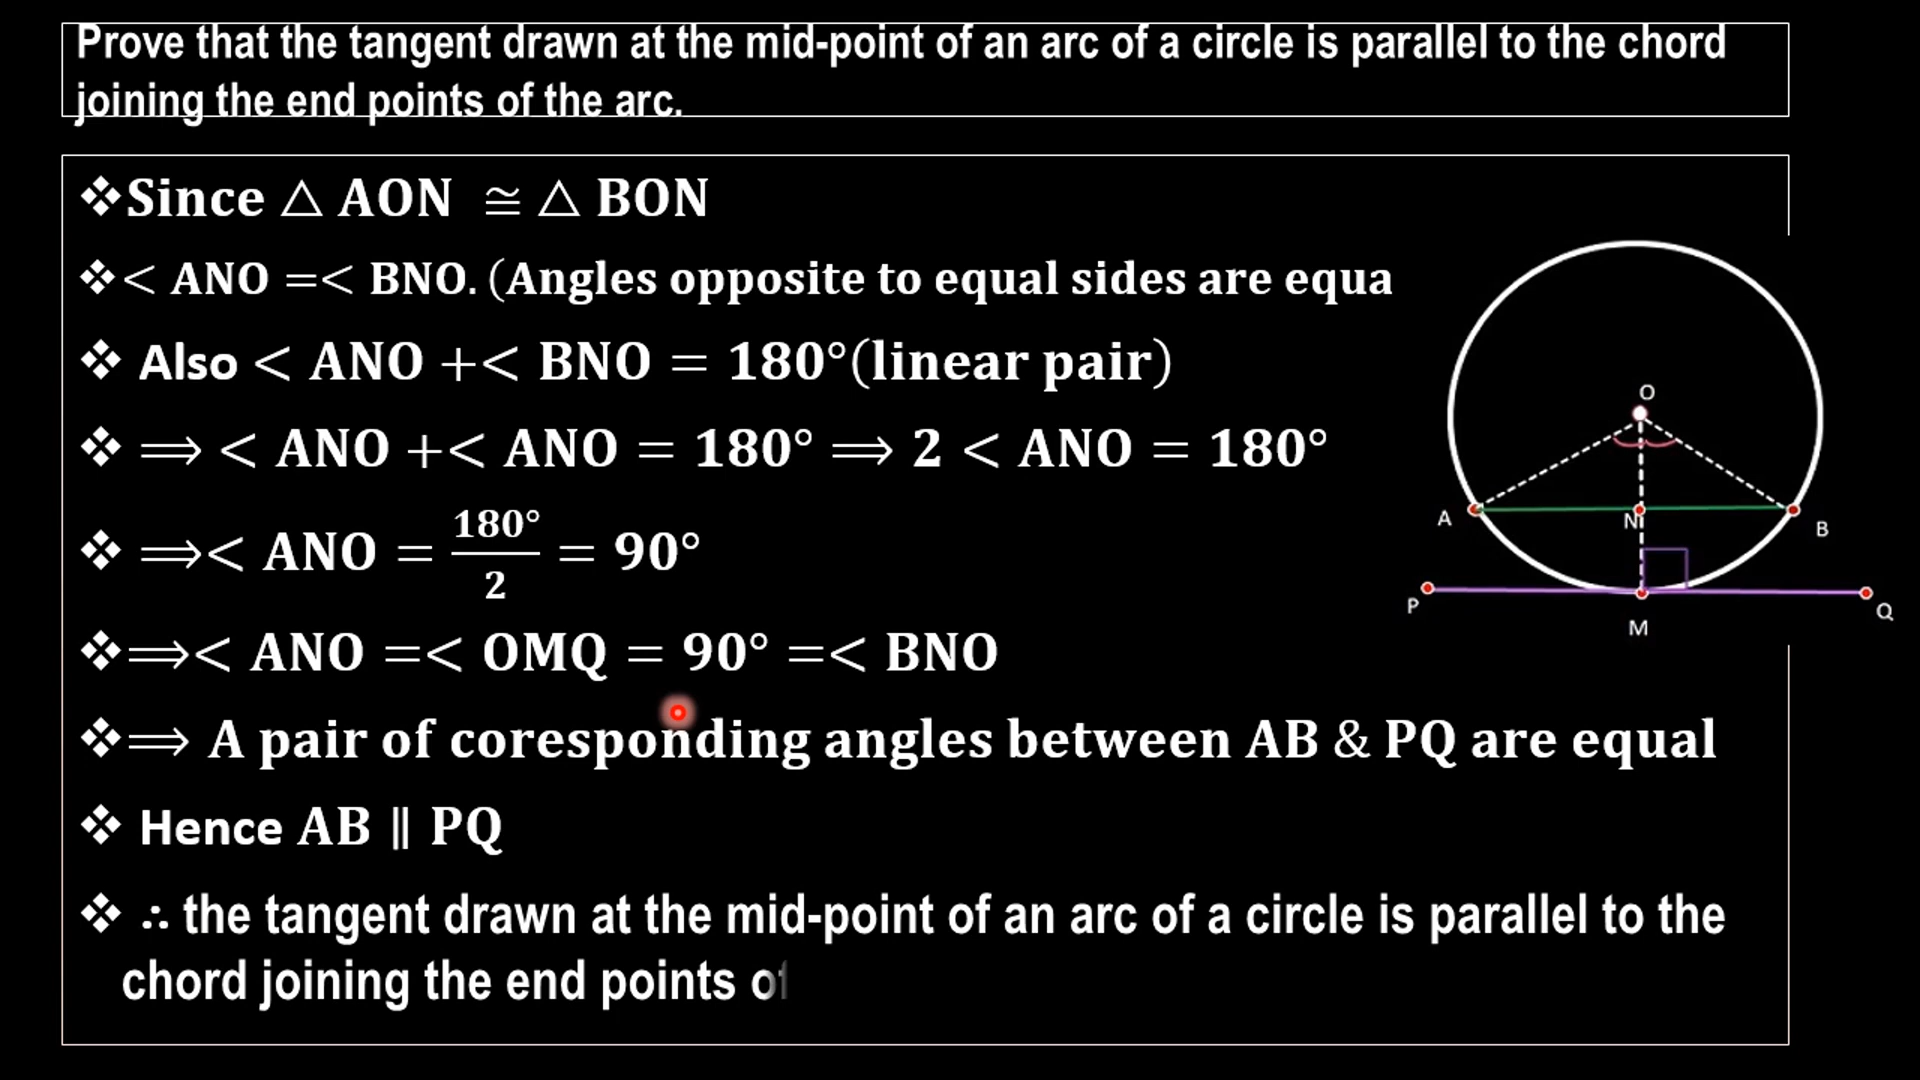 Prove that the tangent drawn at the mid-point of an arc of a circle is parallel to the chord
joining the end points of the arc.
❖Since △ AON ≅ △ BON
❖< ANO =< BNO. (Angles opposite to equal sides are equa
❖ Also < ANO +< BNO = 180°(linear pair)
❖ ⟹ < ANO +< ANO = 180° ⟹ 2 < ANO = 180°
❖ ⟹< ANO = 180°/2 = 90°
❖⟹< ANO =< OMQ = 90° =< BNO
❖⟹ A pair of coresponding angles between AB & PQ are equal
❖ Hence AB ∥ PQ
❖ ∴ the tangent drawn at the mid-point of an arc of a circle is parallel to the
chord joining the end points of
O
A
N
B
P
M
Q